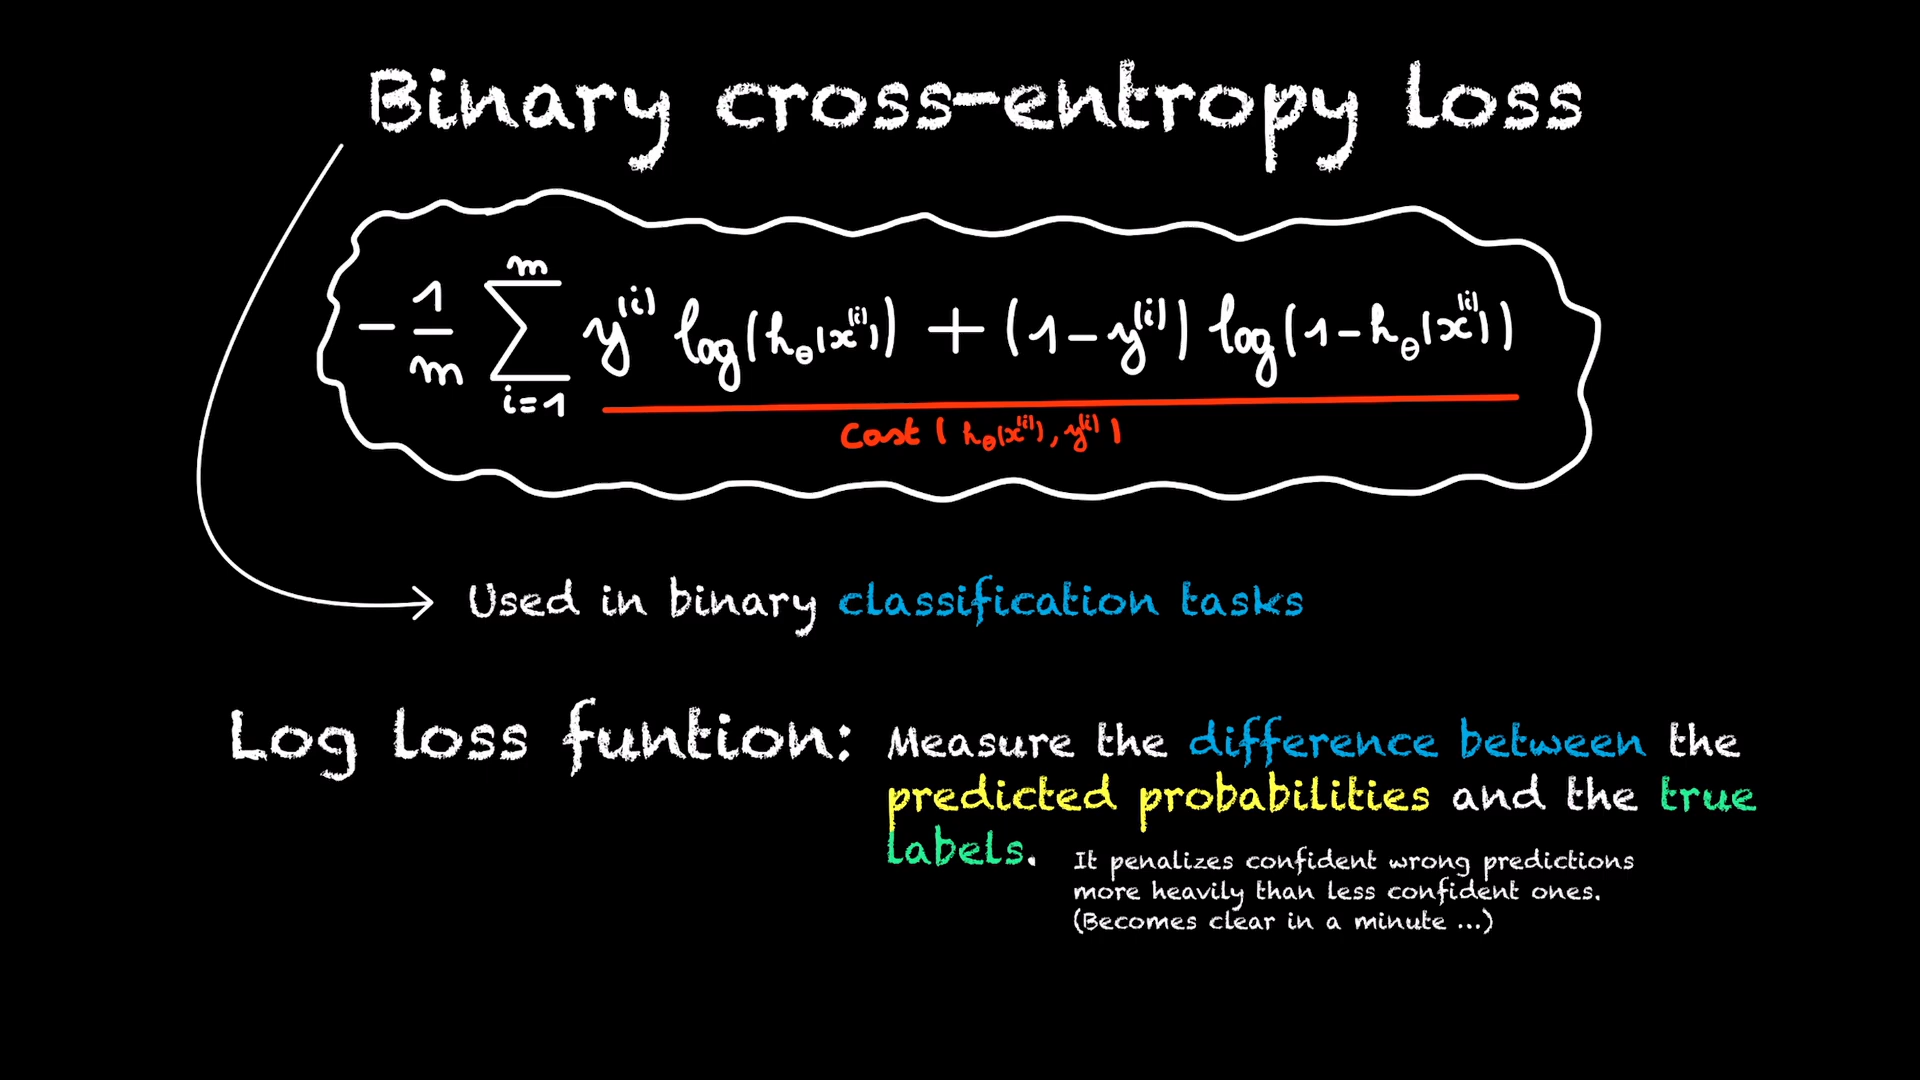 Binary cross-entropy loss
- 1/m ∑_{i=1}^{m} y^{(i)} log(h_θ(x^{(i)})) + (1-y^{(i)}) log(1-h_θ(x^{(i)}))
Cost(h_θ(x^{(i)}), y^{(i)})
Used in binary classification tasks
Log loss funtion: Measure the difference between the
predicted probabilities and the true
labels. It penalizes confident wrong predictions
more heavily than less confident ones.
(Becomes clear in a minute ...)